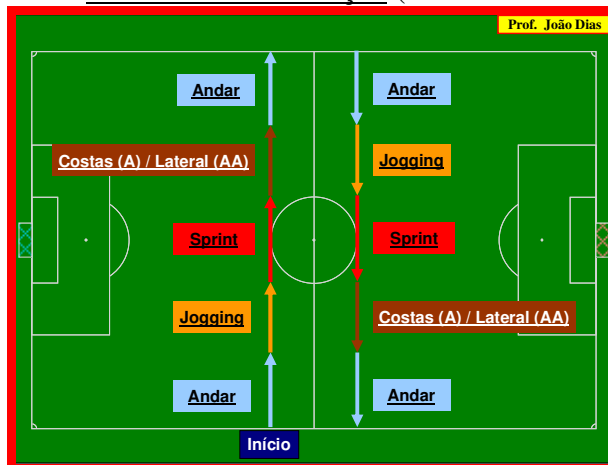 Prof. João Dias
Andar
Andar
Costas (A) / Lateral (AA)
Jogging
Sprint
Sprint
Jogging
Costas (A) / Lateral (AA)
Andar
Andar
Início